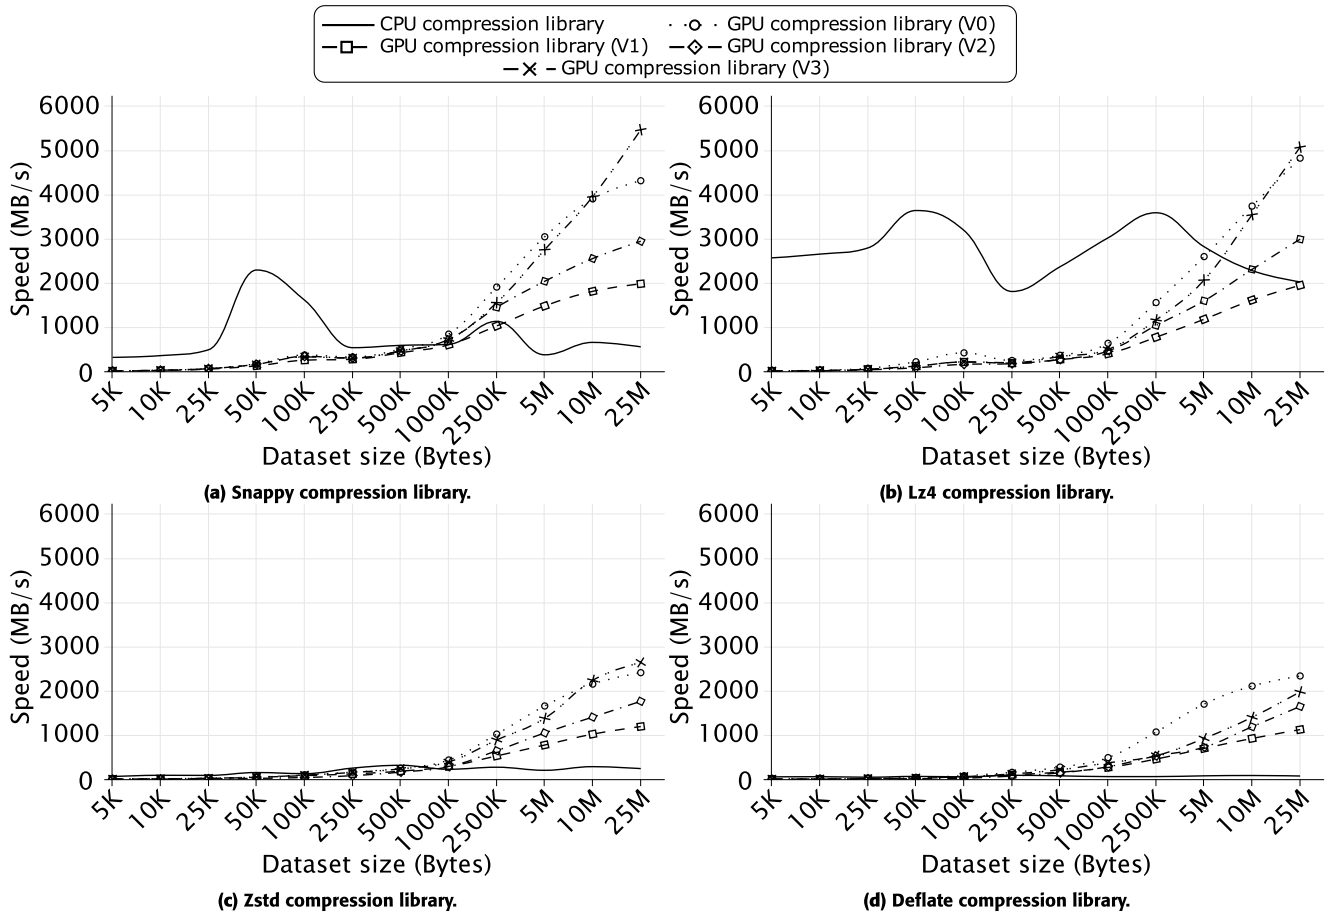 CPU compression library
GPU compression library (V0)
GPU compression library (V1)
GPU compression library (V2)
GPU compression library (V3)
6000
5000
4000
3000
2000
1000
0
Speed (MB/s)
5K
10K
25K
50K
100K
250K
500K
1000K
2500K
5M
10M
25M
Dataset size (Bytes)
(a) Snappy compression library.
6000
5000
4000
3000
2000
1000
0
Speed (MB/s)
5K
10K
25K
50K
100K
250K
500K
1000K
2500K
5M
10M
25M
Dataset size (Bytes)
(b) Lz4 compression library.
6000
5000
4000
3000
2000
1000
0
Speed (MB/s)
5K
10K
25K
50K
100K
250K
500K
1000K
2500K
5M
10M
25M
Dataset size (Bytes)
(c) Zstd compression library.
6000
5000
4000
3000
2000
1000
0
Speed (MB/s)
5K
10K
25K
50K
100K
250K
500K
1000K
2500K
5M
10M
25M
Dataset size (Bytes)
(d) Deflate compression library.